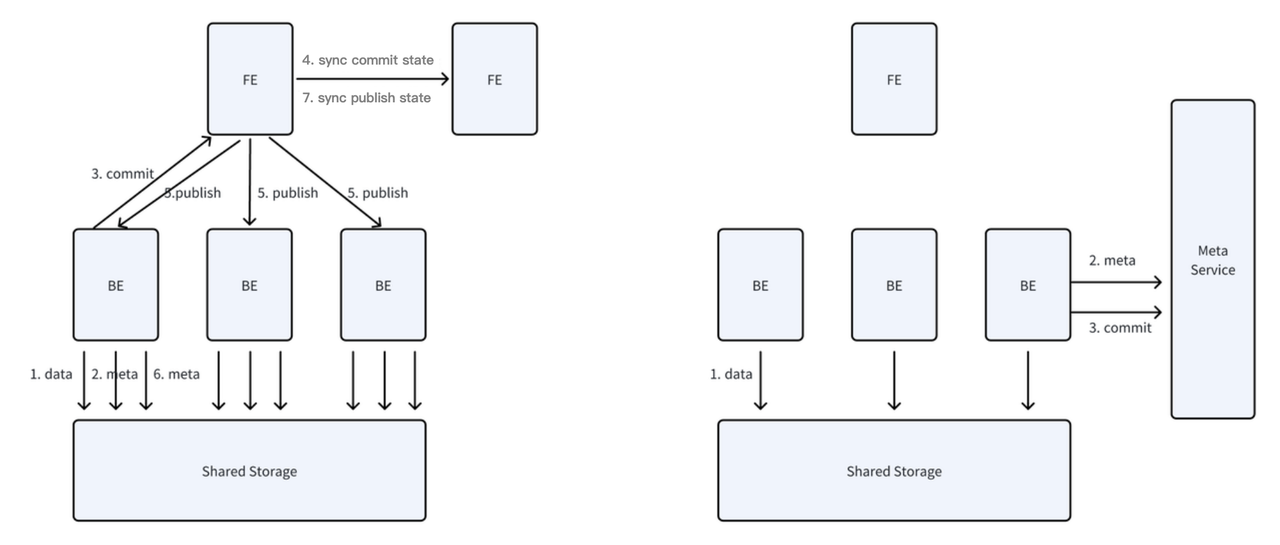 FE
4. sync commit state
7. sync publish state
FE
3. commit
5.publish
5. publish
5. publish
BE
BE
BE
1. data
2. meta
6. meta
Shared Storage
FE
BE
BE
BE
2. meta
3. commit
Meta
Service
1. data
Shared Storage